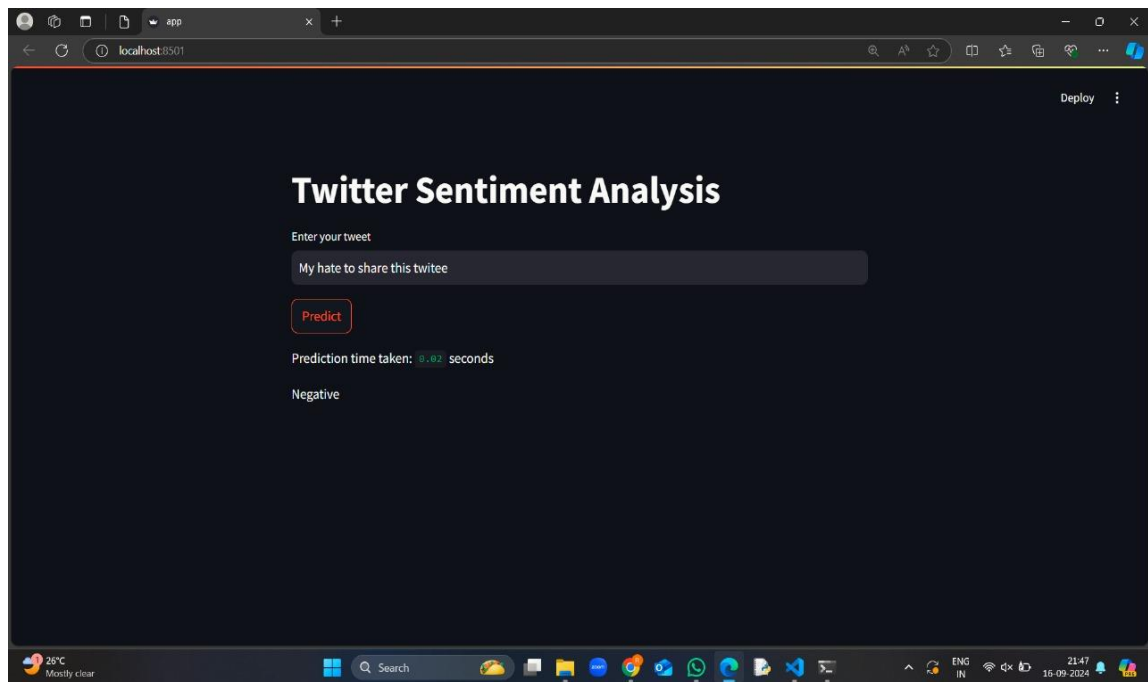 app
localhost:8501
Deploy
Twitter Sentiment Analysis
Enter your tweet
My hate to share this twitee
Predict
Prediction time taken: 0.02 seconds
Negative
26°C
Mostly clear
Search
zoom
ENG
IN
21:47
16-09-2024